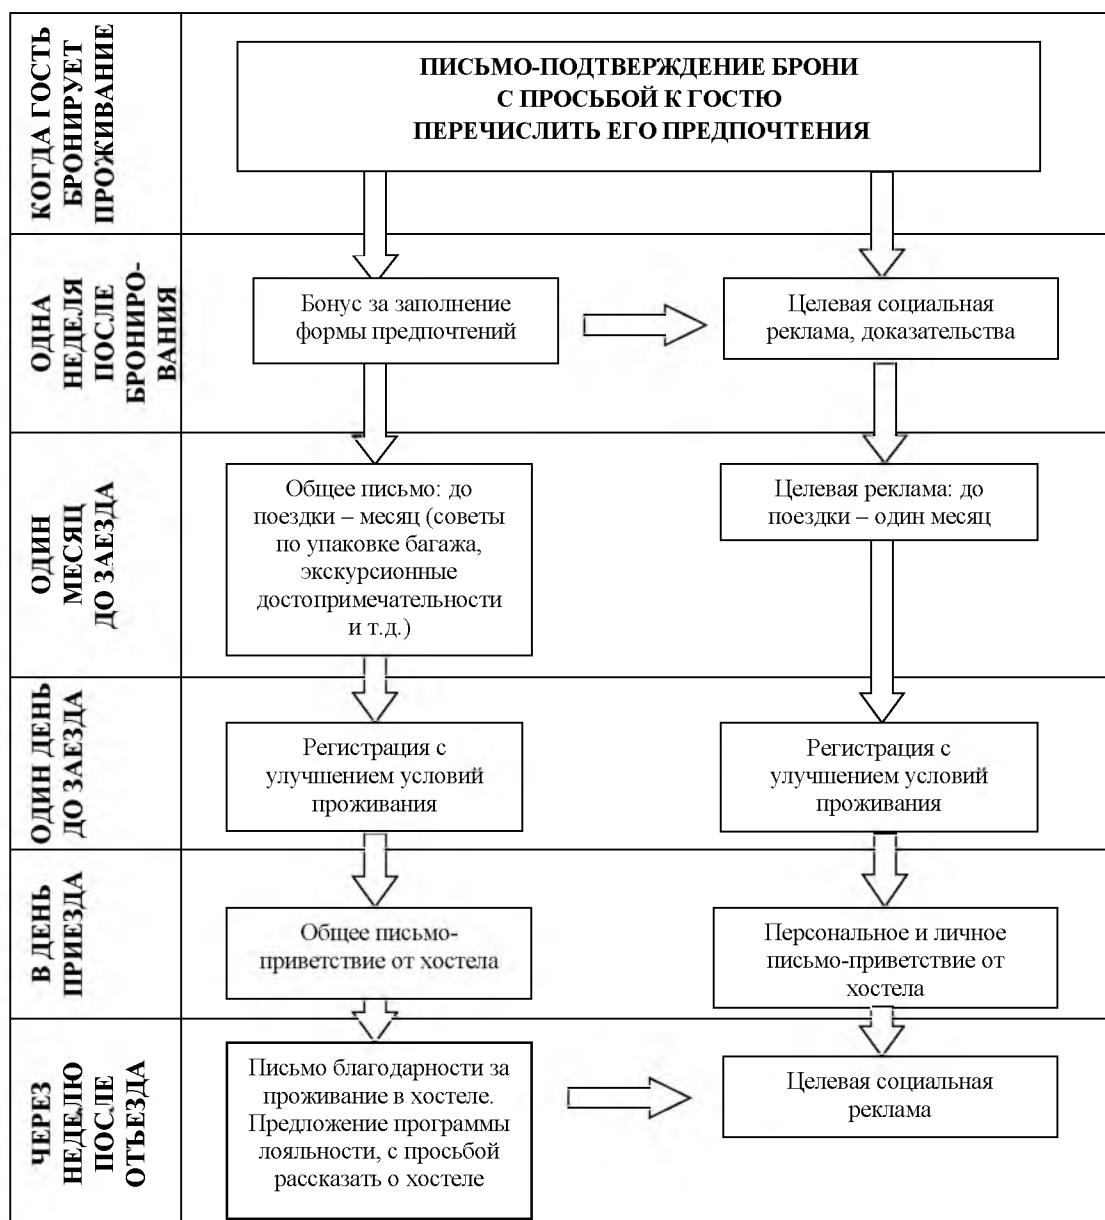 КОГДА ГОСТЬ
БРОНИРУЕТ
ПРОЖИВАНИЕ
ПИСЬМО-ПОДТВЕРЖДЕНИЕ БРОНИ
С ПРОСЬБОЙ К ГОСТЮ
ПЕРЕЧИСЛИТЬ ЕГО ПРЕДПОЧТЕНИЯ
ОДНА
НЕДЕЛЯ
ПОСЛЕ
БРОНИРО-
ВАНИЯ
Бонус за заполнение
формы предпочтений
Целевая социальная
реклама, доказательства
ОДИН
МЕСЯЦ
ДО ЗАЕЗДА
Общее письмо: до
поездки – месяц (советы
по упаковке багажа,
экскурсионные
достопримечательности
и т.д.)
Целевая реклама: до
поездки – один месяц
ОДИН ДЕНЬ
ДО ЗАЕЗДА
Регистрация с
улучшением условий
проживания
Регистрация с
улучшением условий
проживания
В ДЕНЬ
ПРИЕЗДА
Общее письмо-
приветствие от хостела
Персональное и личное
письмо-приветствие от
хостела
ЧЕРЕЗ
НЕДЕЛЮ
ПОСЛЕ
ОТЪЕЗДА
Письмо благодарности за
проживание в хостеле.
Предложение программы
лояльности, с просьбой
рассказать о хостеле
Целевая социальная
реклама